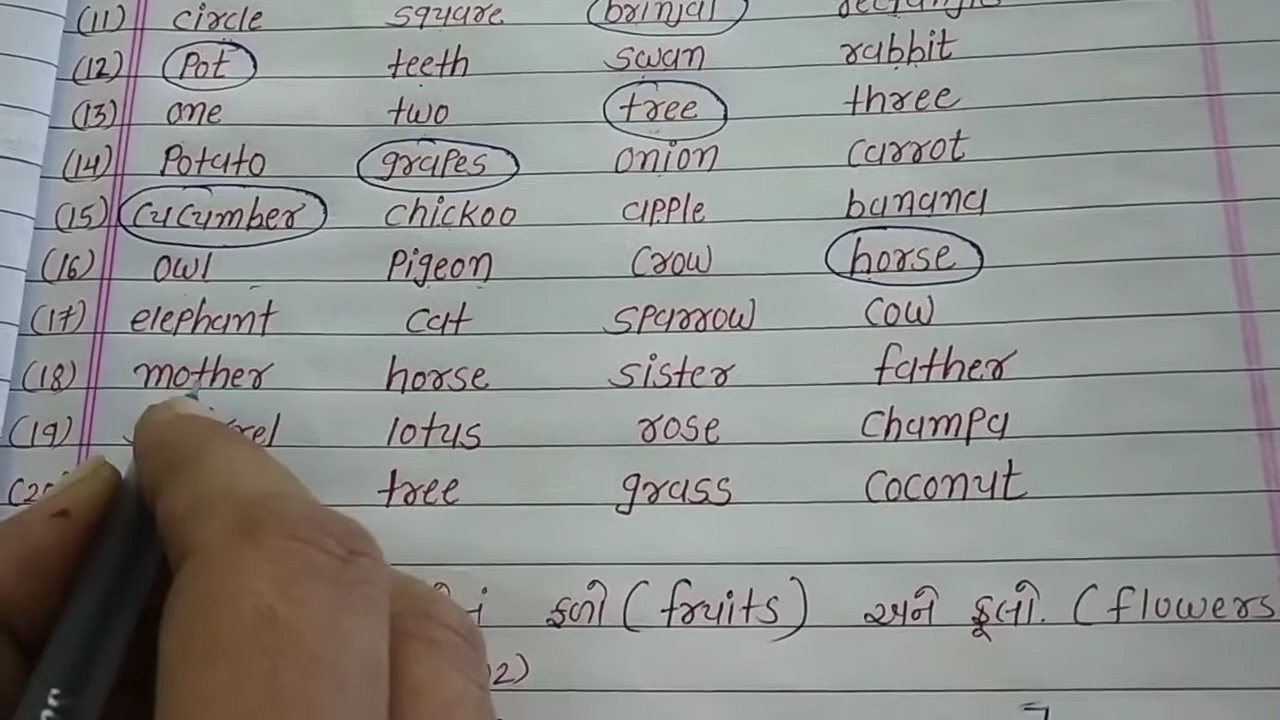 (11) circle square brinjal rectangle
(12) Pot teeth swan rabbit
(13) one two tree three
(14) Potato grapes onion carrot
(15) Cucumber chickoo apple banana
(16) owl Pigeon Crow horse
(17) elephant cat sparrow cow
(18) mother horse sister father
(19) lotus rose Champa
tree grass Coconut
ફળો (fruits) અને ફૂલો. (flowers